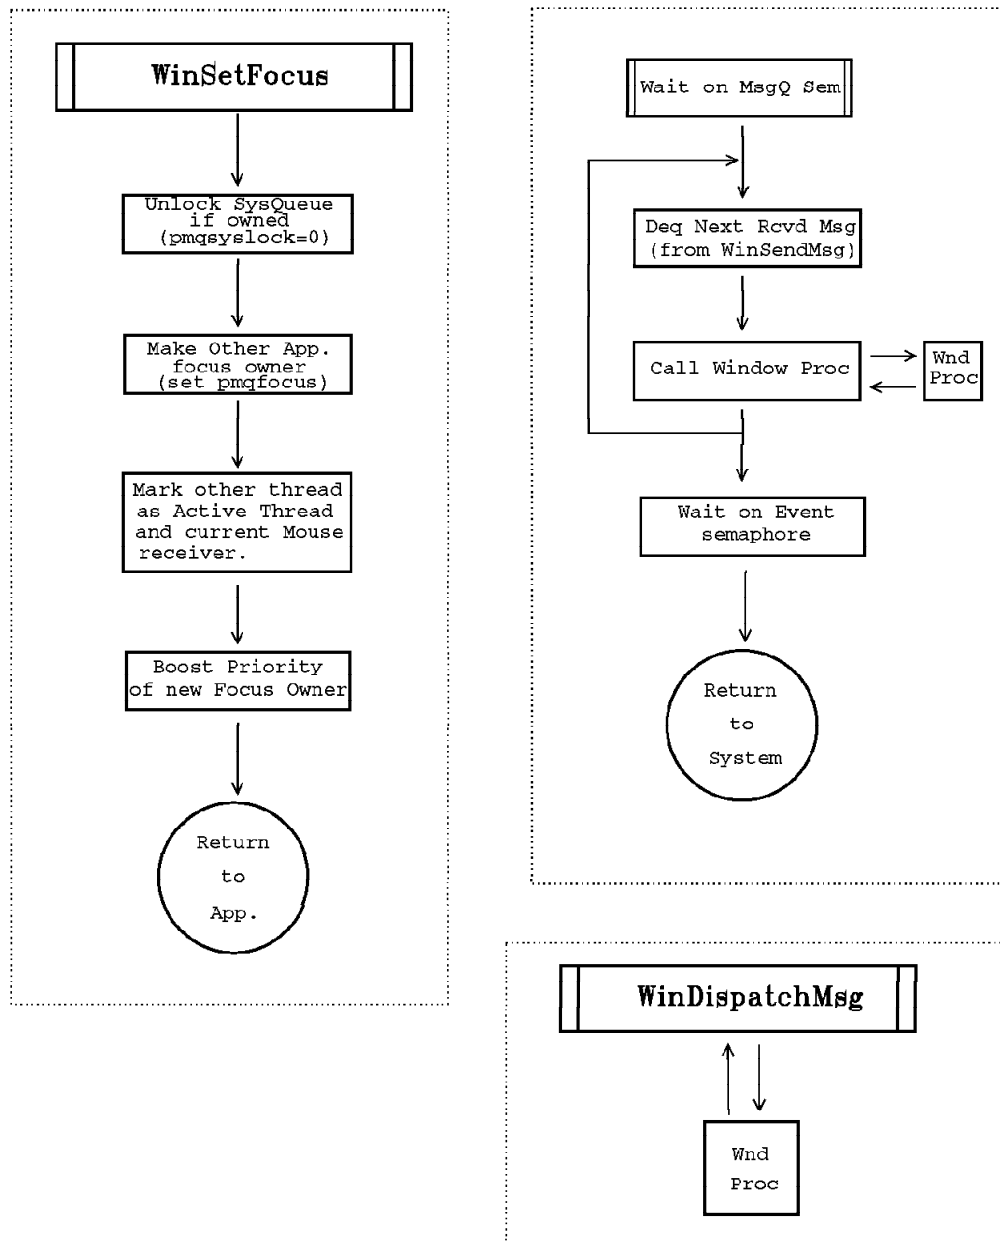 WinSetFocus
Unlock SysQueue
if owned
(pmqsyslock=0)
Make Other App.
focus owner
(set pmqfocus)
Mark other thread
as Active Thread
and current Mouse
receiver.
Boost Priority
of new Focus Owner
Return
to
App.
Wait on MsgQ Sem
Deq Next Rcvd Msg
(from WinSendMsg)
Call Window Proc
Wnd
Proc
Wait on Event
semaphore
Return
to
System
WinDispatchMsg
Wnd
Proc